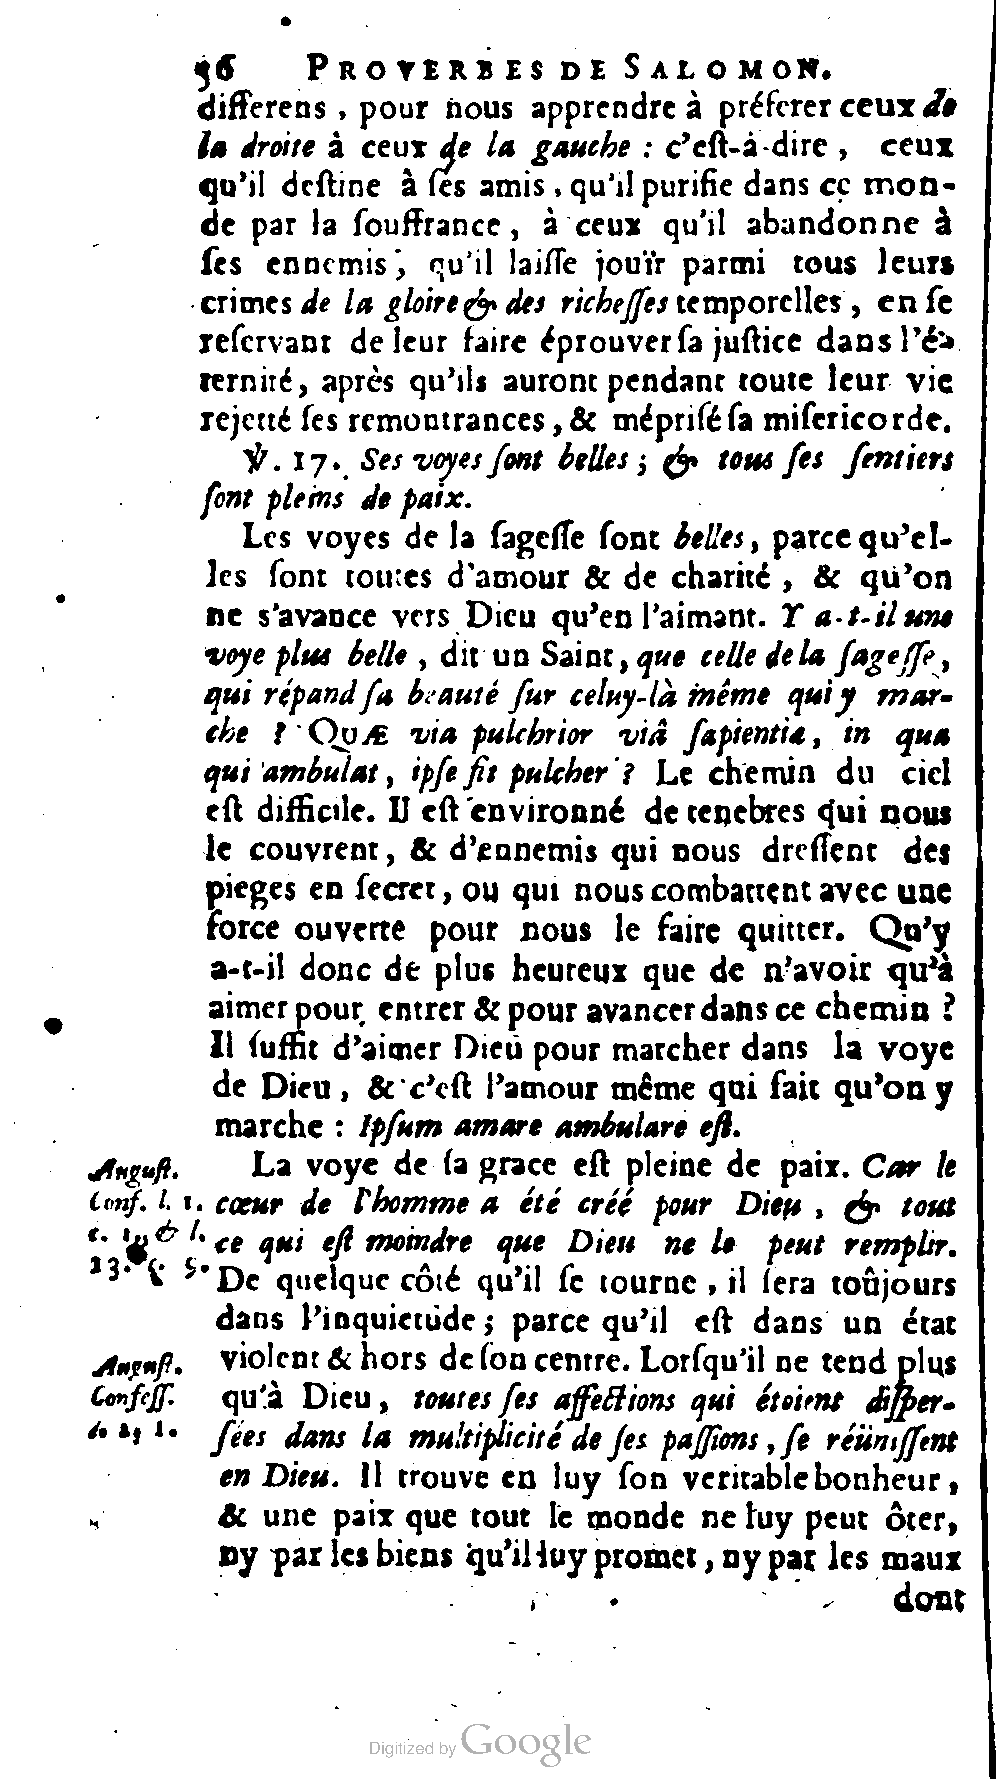 96 PROVERBES DE SALOMON.
differens, pour nous apprendre à préferer ceux de
la droite à ceux de la gauche : c'eſt-à-dire, ceux
qu'il deſtine à ſes amis, qu'il purifie dans ce mon-
de par la ſouffrance, à ceux qu'il abandonne à
ſes ennemis; qu'il laiſſe jouïr parmi tous leurs
crimes de la gloire & des richeſſes temporelles, en ſe
reſervant de leur faire éprouver ſa juſtice dans l'é-
ternité, après qu'ils auront pendant toute leur vie
rejetté ſes remontrances, & mépriſé ſa miſericorde.
℣. 17. Ses voyes ſont belles; & tous ſes ſentiers
ſont pleins de paix.
Les voyes de la ſageſſe ſont belles, parce qu'el-
les ſont toutes d'amour & de charité, & qu'on
ne s'avance vers Dieu qu'en l'aimant. Y a-t-il une
voye plus belle, dit un Saint, que celle de la ſageſſe,
qui répand ſa beauté ſur celuy-là même qui y mar-
che ? QUÆ via pulchrior viâ ſapientia, in qua
qui ambulat, ipſe fit pulcher ? Le chemin du ciel
eſt difficile. Il eſt environné de tenebres qui nous
le couvrent, & d'ennemis qui nous dreſſent des
pieges en ſecret, ou qui nous combattent avec une
force ouverte pour nous le faire quitter. Qu'y
a-t-il donc de plus heureux que de n'avoir qu'à
aimer pour entrer & pour avancer dans ce chemin ?
Il ſuffit d'aimer Dieu pour marcher dans la voye
de Dieu, & c'eſt l'amour même qui fait qu'on y
marche : Ipſum amare ambulare eſt.
Auguſt. La voye de ſa grace eſt pleine de paix. Car le
Conf. l. 1. cœur de l'homme a été créé pour Dieu, & tout
c. 1. & l. ce qui eſt moindre que Dieu ne le peut remplir.
13. c. 5. De quelque côté qu'il ſe tourne, il ſera toûjours
dans l'inquietude; parce qu'il eſt dans un état
Auguſt. violent & hors de ſon centre. Lorſqu'il ne tend plus
Confeſſ. qu'à Dieu, toutes ſes affections qui étoient diſper-
ſées dans la multiplicité de ſes paſſions, ſe réüniſſent
en Dieu. Il trouve en luy ſon veritable bonheur,
& une paix que tout le monde ne luy peut ôter,
ny par les biens qu'il luy promet, ny par les maux
dont
Digitized by Google